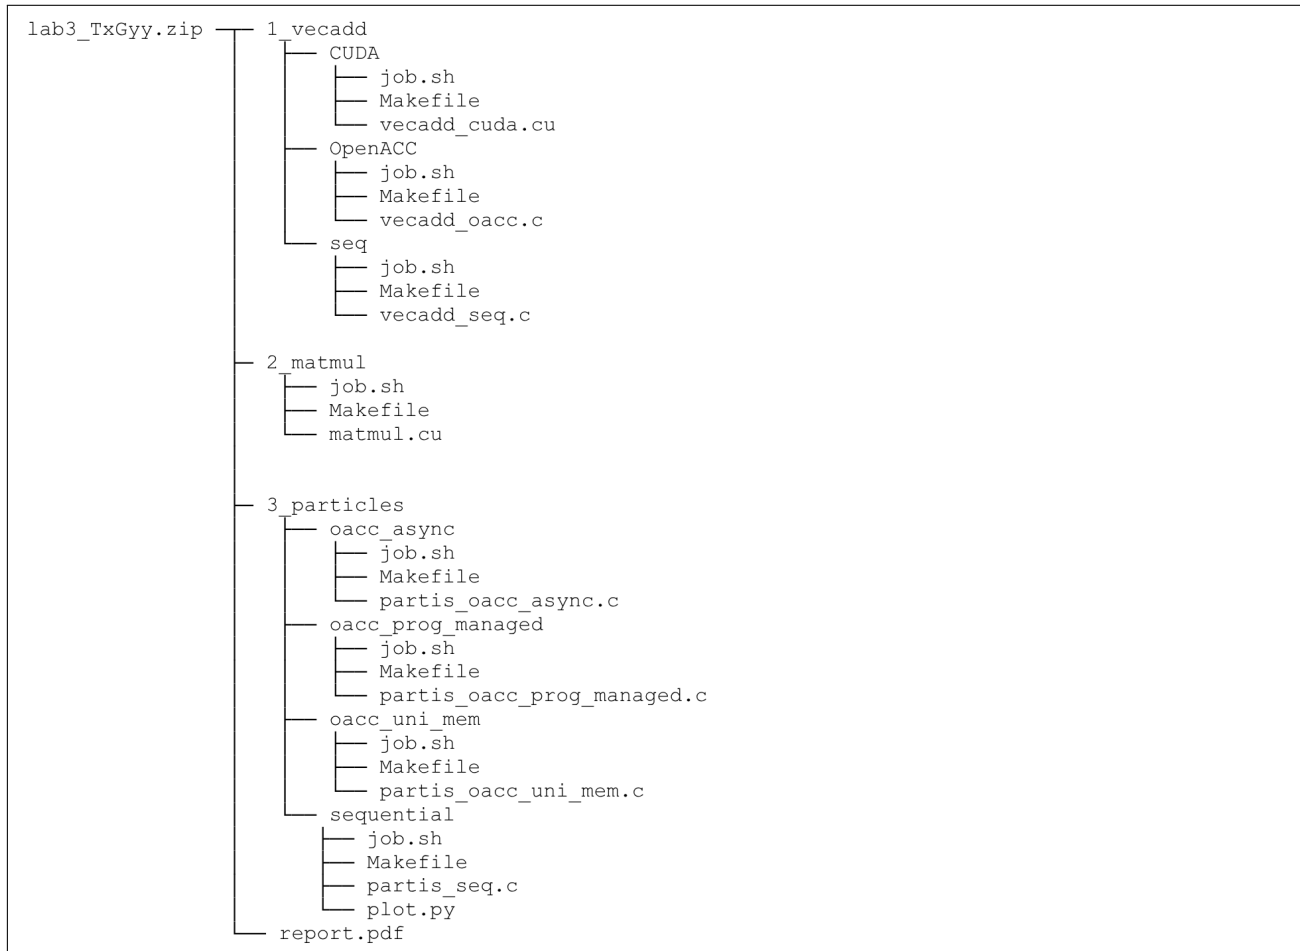 lab3_TxGyy.zip 1_vecadd
CUDA
job.sh
Makefile
vecadd_cuda.cu
OpenACC
job.sh
Makefile
vecadd_oacc.c
seq
job.sh
Makefile
vecadd_seq.c
2_matmul
job.sh
Makefile
matmul.cu
3_particles
oacc_async
job.sh
Makefile
partis_oacc_async.c
oacc_prog_managed
job.sh
Makefile
partis_oacc_prog_managed.c
oacc_uni_mem
job.sh
Makefile
partis_oacc_uni_mem.c
sequential
job.sh
Makefile
partis_seq.c
plot.py
report.pdf